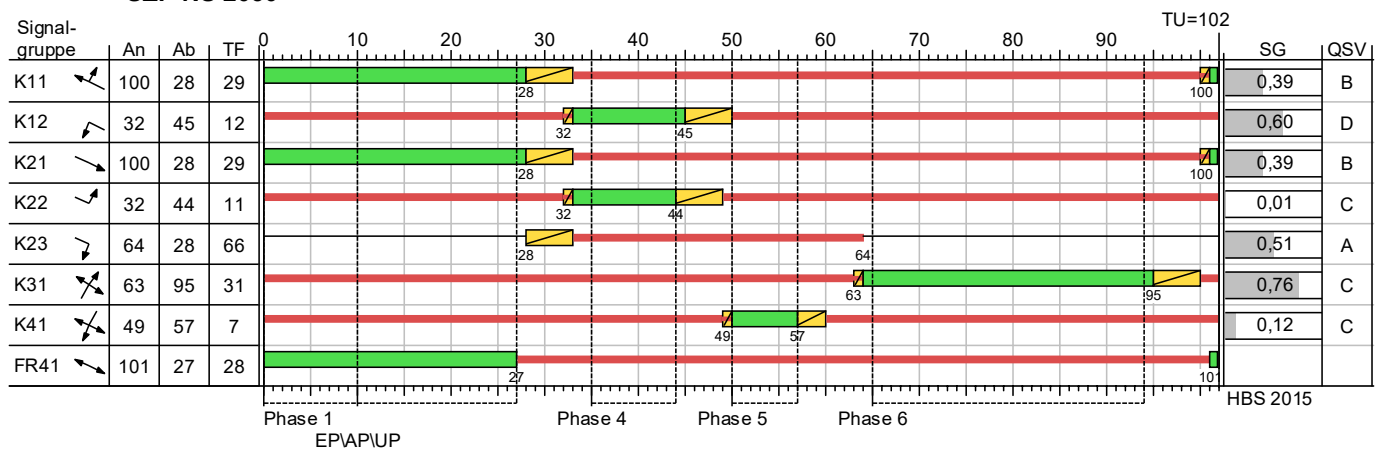 TU=102
Signal-
gruppe An Ab TF 0 10 20 30 40 50 60 70 80 90 SG QSV
K11 100 28 29 28 100 0,39 B
K12 32 45 12 32 45 0,60 D
K21 100 28 29 28 100 0,39 B
K22 32 44 11 32 44 0,01 C
K23 64 28 66 28 64 0,51 A
K31 63 95 31 63 95 0,76 C
K41 49 57 7 49 57 0,12 C
FR41 101 27 28 27 101
HBS 2015
Phase 1 Phase 4 Phase 5 Phase 6
EP\AP\UP